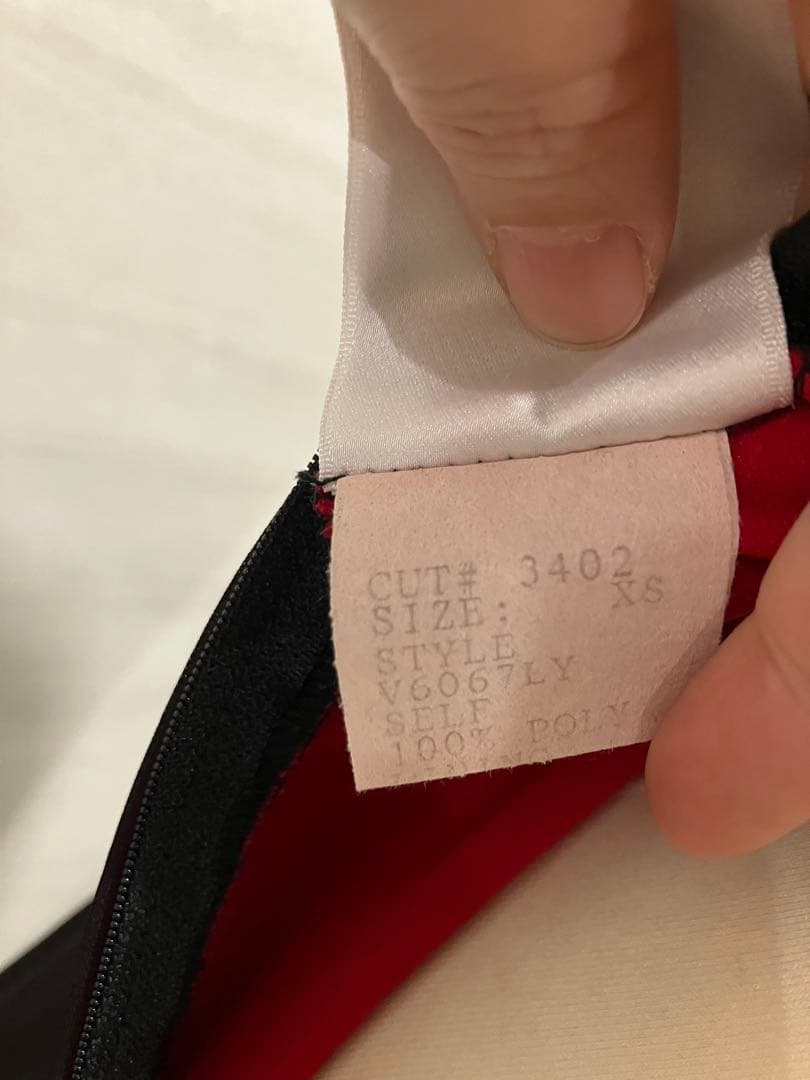 CUT# 3402
SIZE: XS
STYLE
V6067LY
SELF
100% POLY